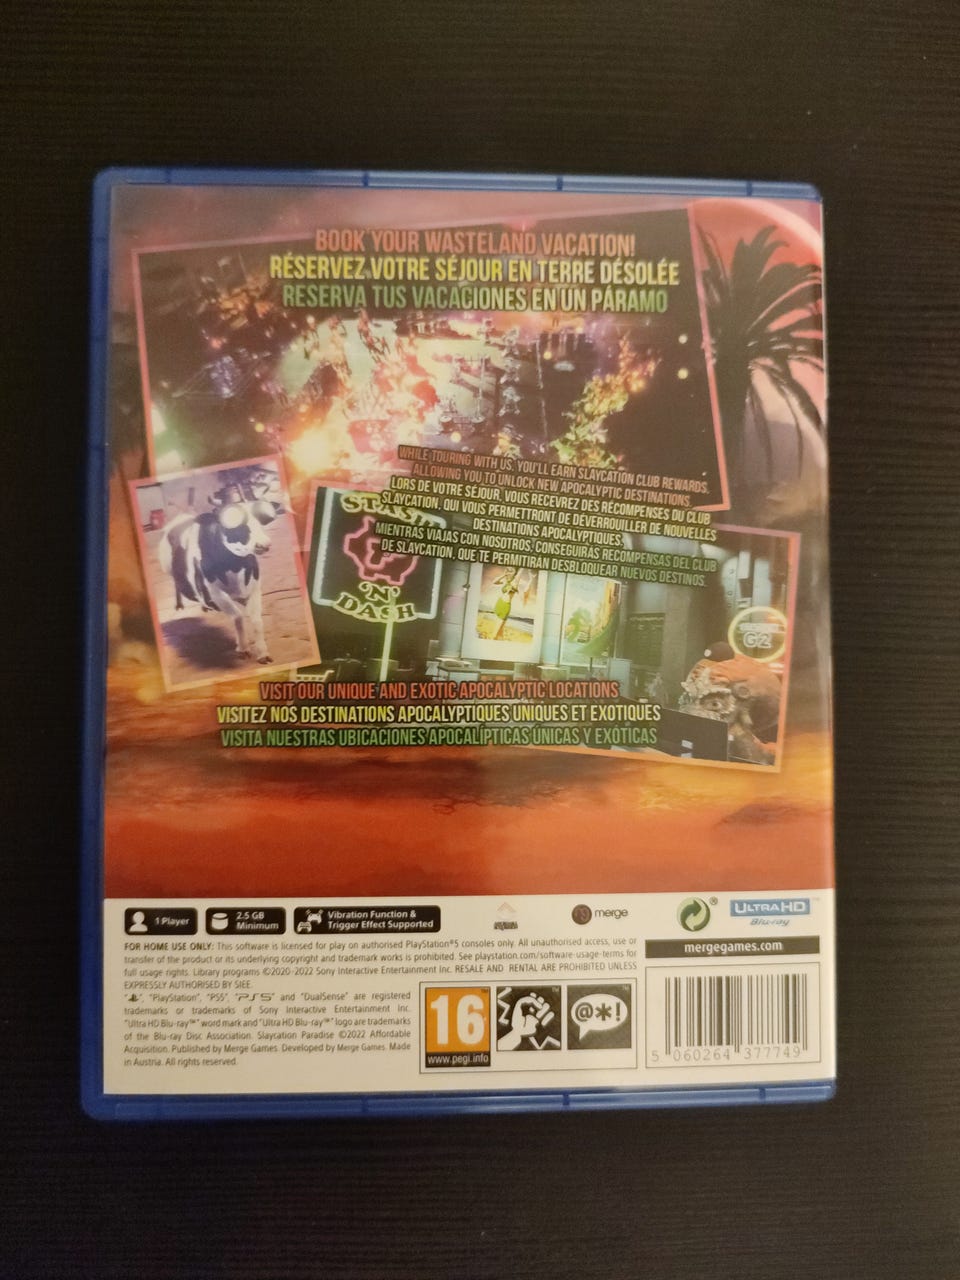 BOOK YOUR WASTELAND VACATION!
RÉSERVEZ VOTRE SÉJOUR EN TERRE DÉSOLÉE
RESERVA TUS VACACIONES EN UN PÁRAMO
WHILE TOURING WITH US, YOU'LL EARN SLAYCATION CLUB REWARDS,
ALLOWING YOU TO UNLOCK NEW APOCALYPTIC DESTINATIONS.
LORS DE VOTRE SÉJOUR, VOUS RECEVREZ DES RÉCOMPENSES DU CLUB
SLAYCATION, QUI VOUS PERMETTRONT DE DÉVERROUILLER DE NOUVELLES
DESTINATIONS APOCALYPTIQUES.
MIENTRAS VIAJAS CON NOSOTROS, CONSEGUIRÁS RECOMPENSAS DEL CLUB
DE SLAYCATION, QUE TE PERMITIRÁN DESBLOQUEAR NUEVOS DESTINOS.
STASH
'N'
DASH
G2
VISIT OUR UNIQUE AND EXOTIC APOCALYPTIC LOCATIONS
VISITEZ NOS DESTINATIONS APOCALYPTIQUES UNIQUES ET EXOTIQUES
VISITA NUESTRAS UBICACIONES APOCALÍPTICAS ÚNICAS Y EXÓTICAS
1 Player
2.5 GB
Minimum
Vibration Function &
Trigger Effect Supported
merge
®
ULTRA HD™
Blu-ray
mergegames.com
FOR HOME USE ONLY: This software is licensed for play on authorised PlayStation®5 consoles only. All unauthorised access, use or
transfer of the product or its underlying copyright and trademark works is prohibited. See playstation.com/software-usage-terms for
full usage rights. Library programs ©2020-2022 Sony Interactive Entertainment Inc. RESALE AND RENTAL ARE PROHIBITED UNLESS
EXPRESSLY AUTHORISED BY SIEE.
"PlayStation", "PS5", "PS5" and "DualSense" are registered
trademarks or trademarks of Sony Interactive Entertainment Inc.
"Ultra HD Blu-ray™" word mark and "Ultra HD Blu-ray™" logo are trademarks
of the Blu-ray Disc Association. Slaycation Paradise ©2022 Affordable
Acquisition. Published by Merge Games. Developed by Merge Games. Made
in Austria. All rights reserved.
16
www.pegi.info
@*!
5 060264 377749